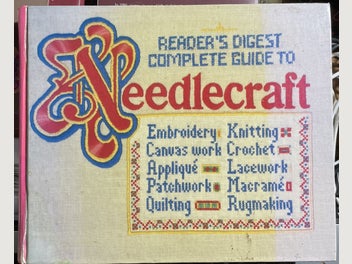 READER'S DIGEST
COMPLETE GUIDE TO
Needlecraft
Embroidery Knitting
Canvas work Crochet
Appliqué Lacework
Patchwork Macramé
Quilting Rugmaking